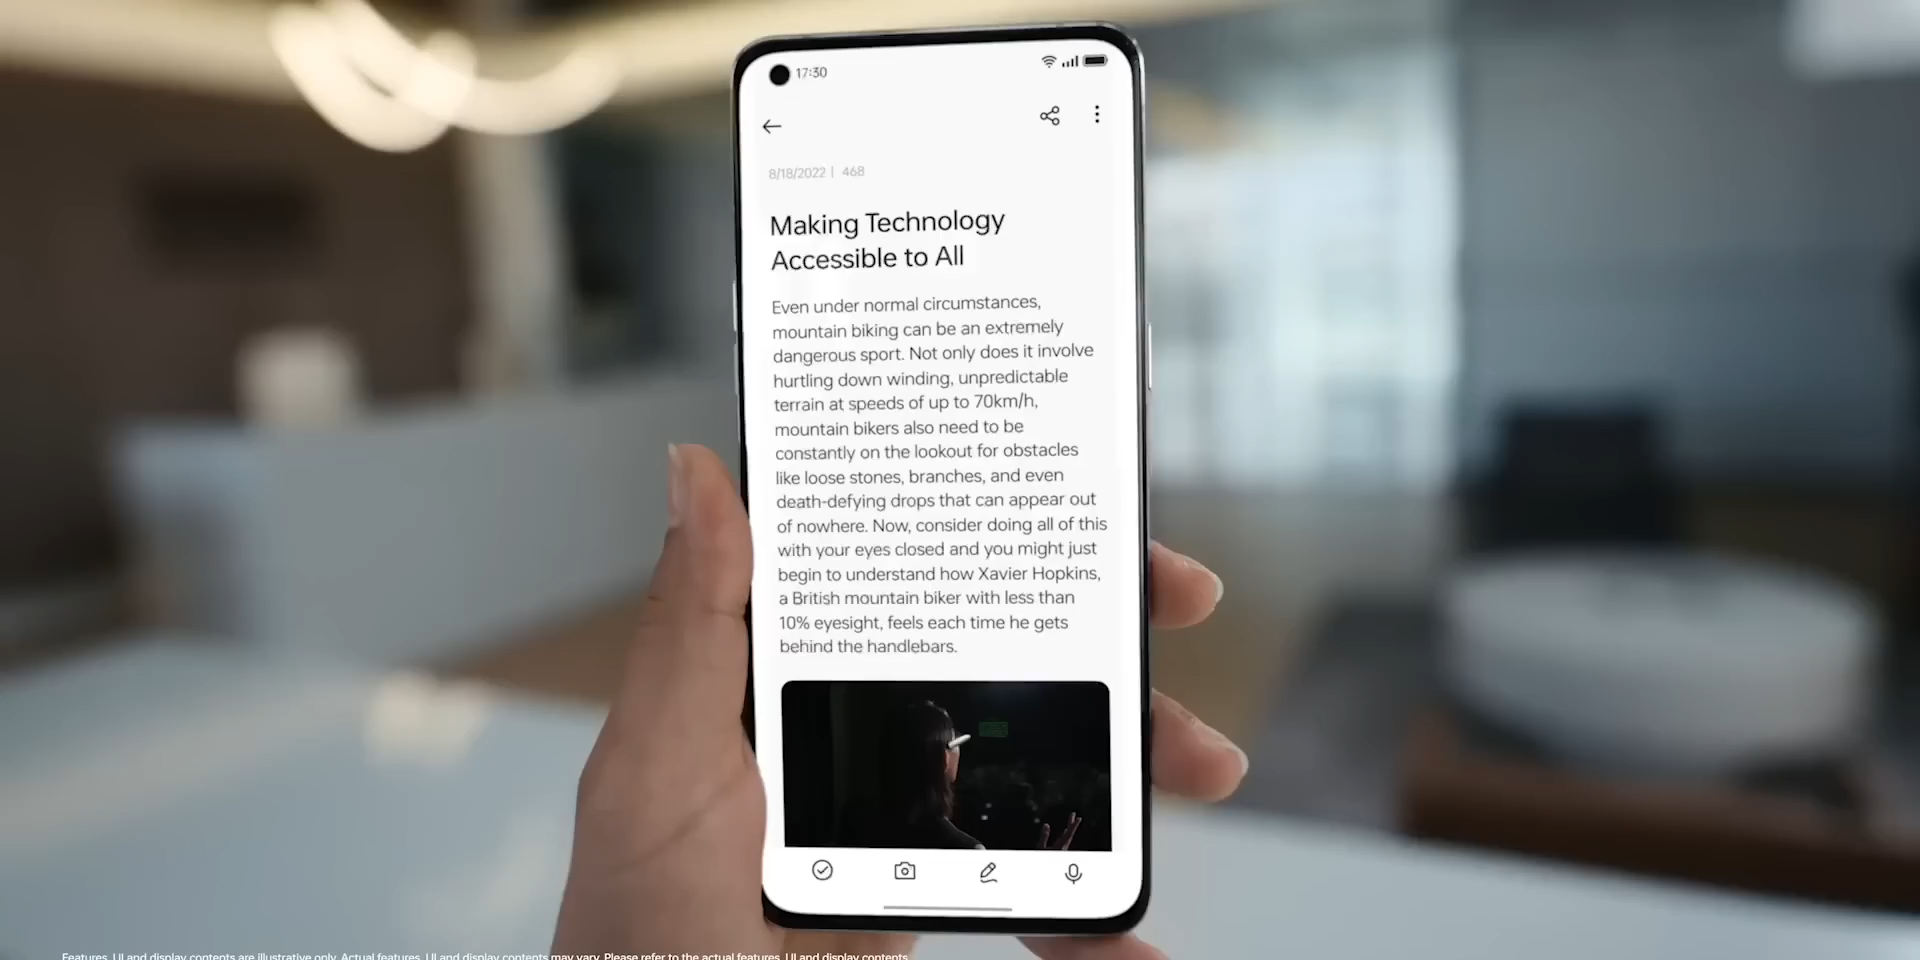 17:30
8/18/2022 | 468
Making Technology
Accessible to All
Even under normal circumstances,
mountain biking can be an extremely
dangerous sport. Not only does it involve
hurtling down winding, unpredictable
terrain at speeds of up to 70km/h,
mountain bikers also need to be
constantly on the lookout for obstacles
like loose stones, branches, and even
death-defying drops that can appear out
of nowhere. Now, consider doing all of this
with your eyes closed and you might just
begin to understand how Xavier Hopkins,
a British mountain biker with less than
10% eyesight, feels each time he gets
behind the handlebars.
Features, UI and display contents are illustrative only. Actual features, UI and display contents may vary. Please refer to the actual features, UI and display contents.